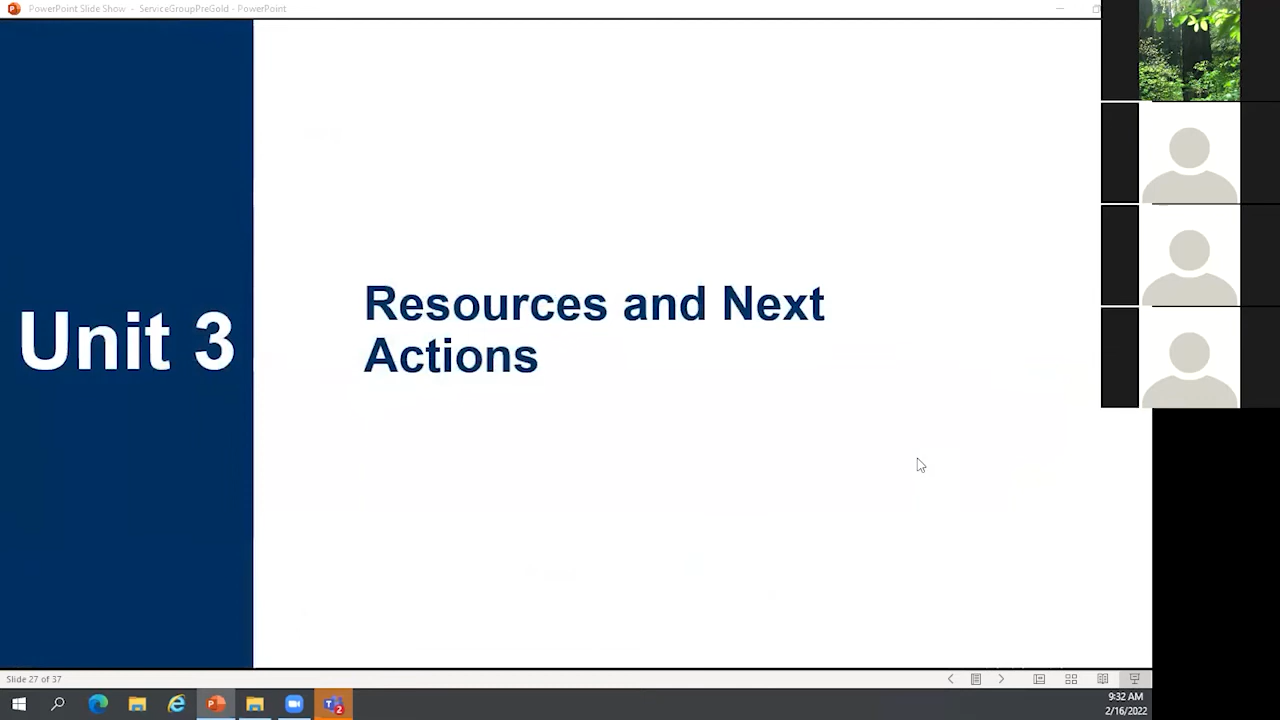 PowerPoint Slide Show - ServiceGroupPreGold - PowerPoint
Unit 3
Resources and Next
Actions
Slide 27 of 37
2
9:32 AM
2/16/2022